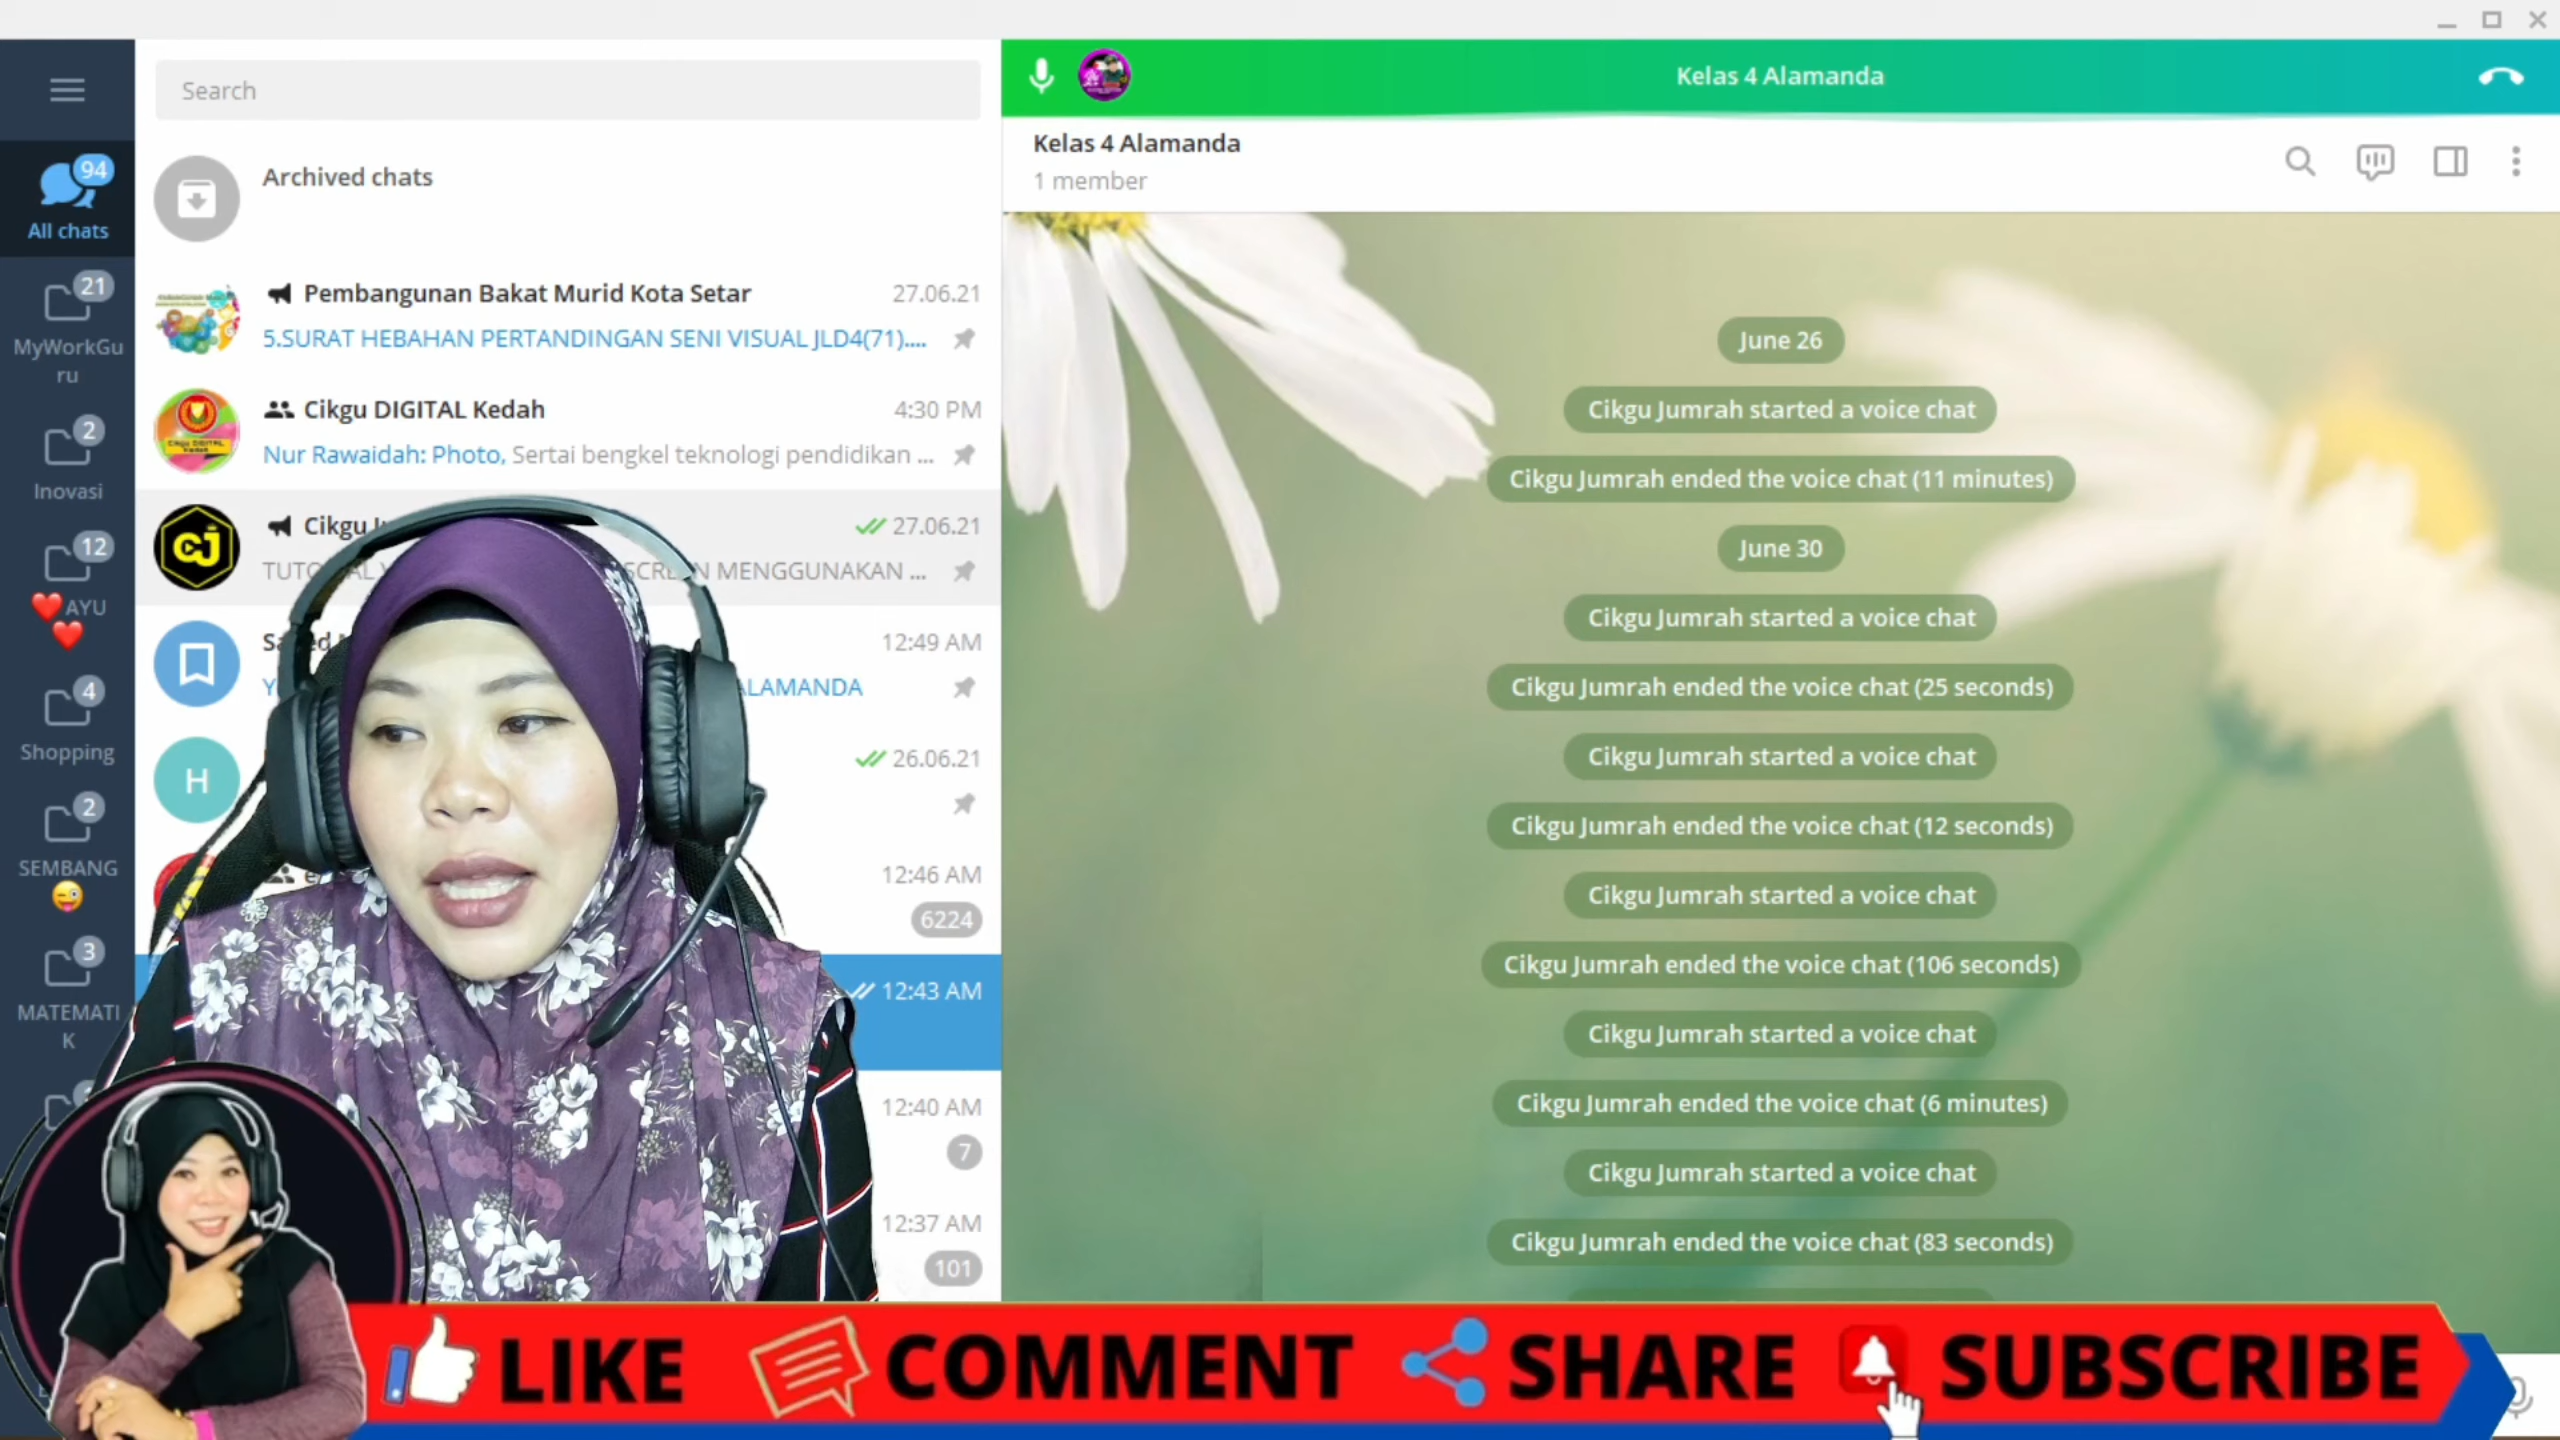 Search
94
All chats
21
MyWorkGu
ru
2
Inovasi
12
AYU
4
Shopping
2
SEMBANG
3
MATEMATI
K
Archived chats
Pembangunan Bakat Murid Kota Setar
27.06.21
5.SURAT HEBAHAN PERTANDINGAN SENI VISUAL JLD4(71)....
Cikgu DIGITAL Kedah
4:30 PM
Nur Rawaidah: Photo, Sertai bengkel teknologi pendidikan ...
CJ
Cikgu
27.06.21
MENGGUNAKAN ...
12:49 AM
ALAMANDA
H
26.06.21
12:46 AM
6224
12:43 AM
12:40 AM
7
12:37 AM
101
Kelas 4 Alamanda
Kelas 4 Alamanda
1 member
June 26
Cikgu Jumrah started a voice chat
Cikgu Jumrah ended the voice chat (11 minutes)
June 30
Cikgu Jumrah started a voice chat
Cikgu Jumrah ended the voice chat (25 seconds)
Cikgu Jumrah started a voice chat
Cikgu Jumrah ended the voice chat (12 seconds)
Cikgu Jumrah started a voice chat
Cikgu Jumrah ended the voice chat (106 seconds)
Cikgu Jumrah started a voice chat
Cikgu Jumrah ended the voice chat (6 minutes)
Cikgu Jumrah started a voice chat
Cikgu Jumrah ended the voice chat (83 seconds)
LIKE COMMENT SHARE SUBSCRIBE